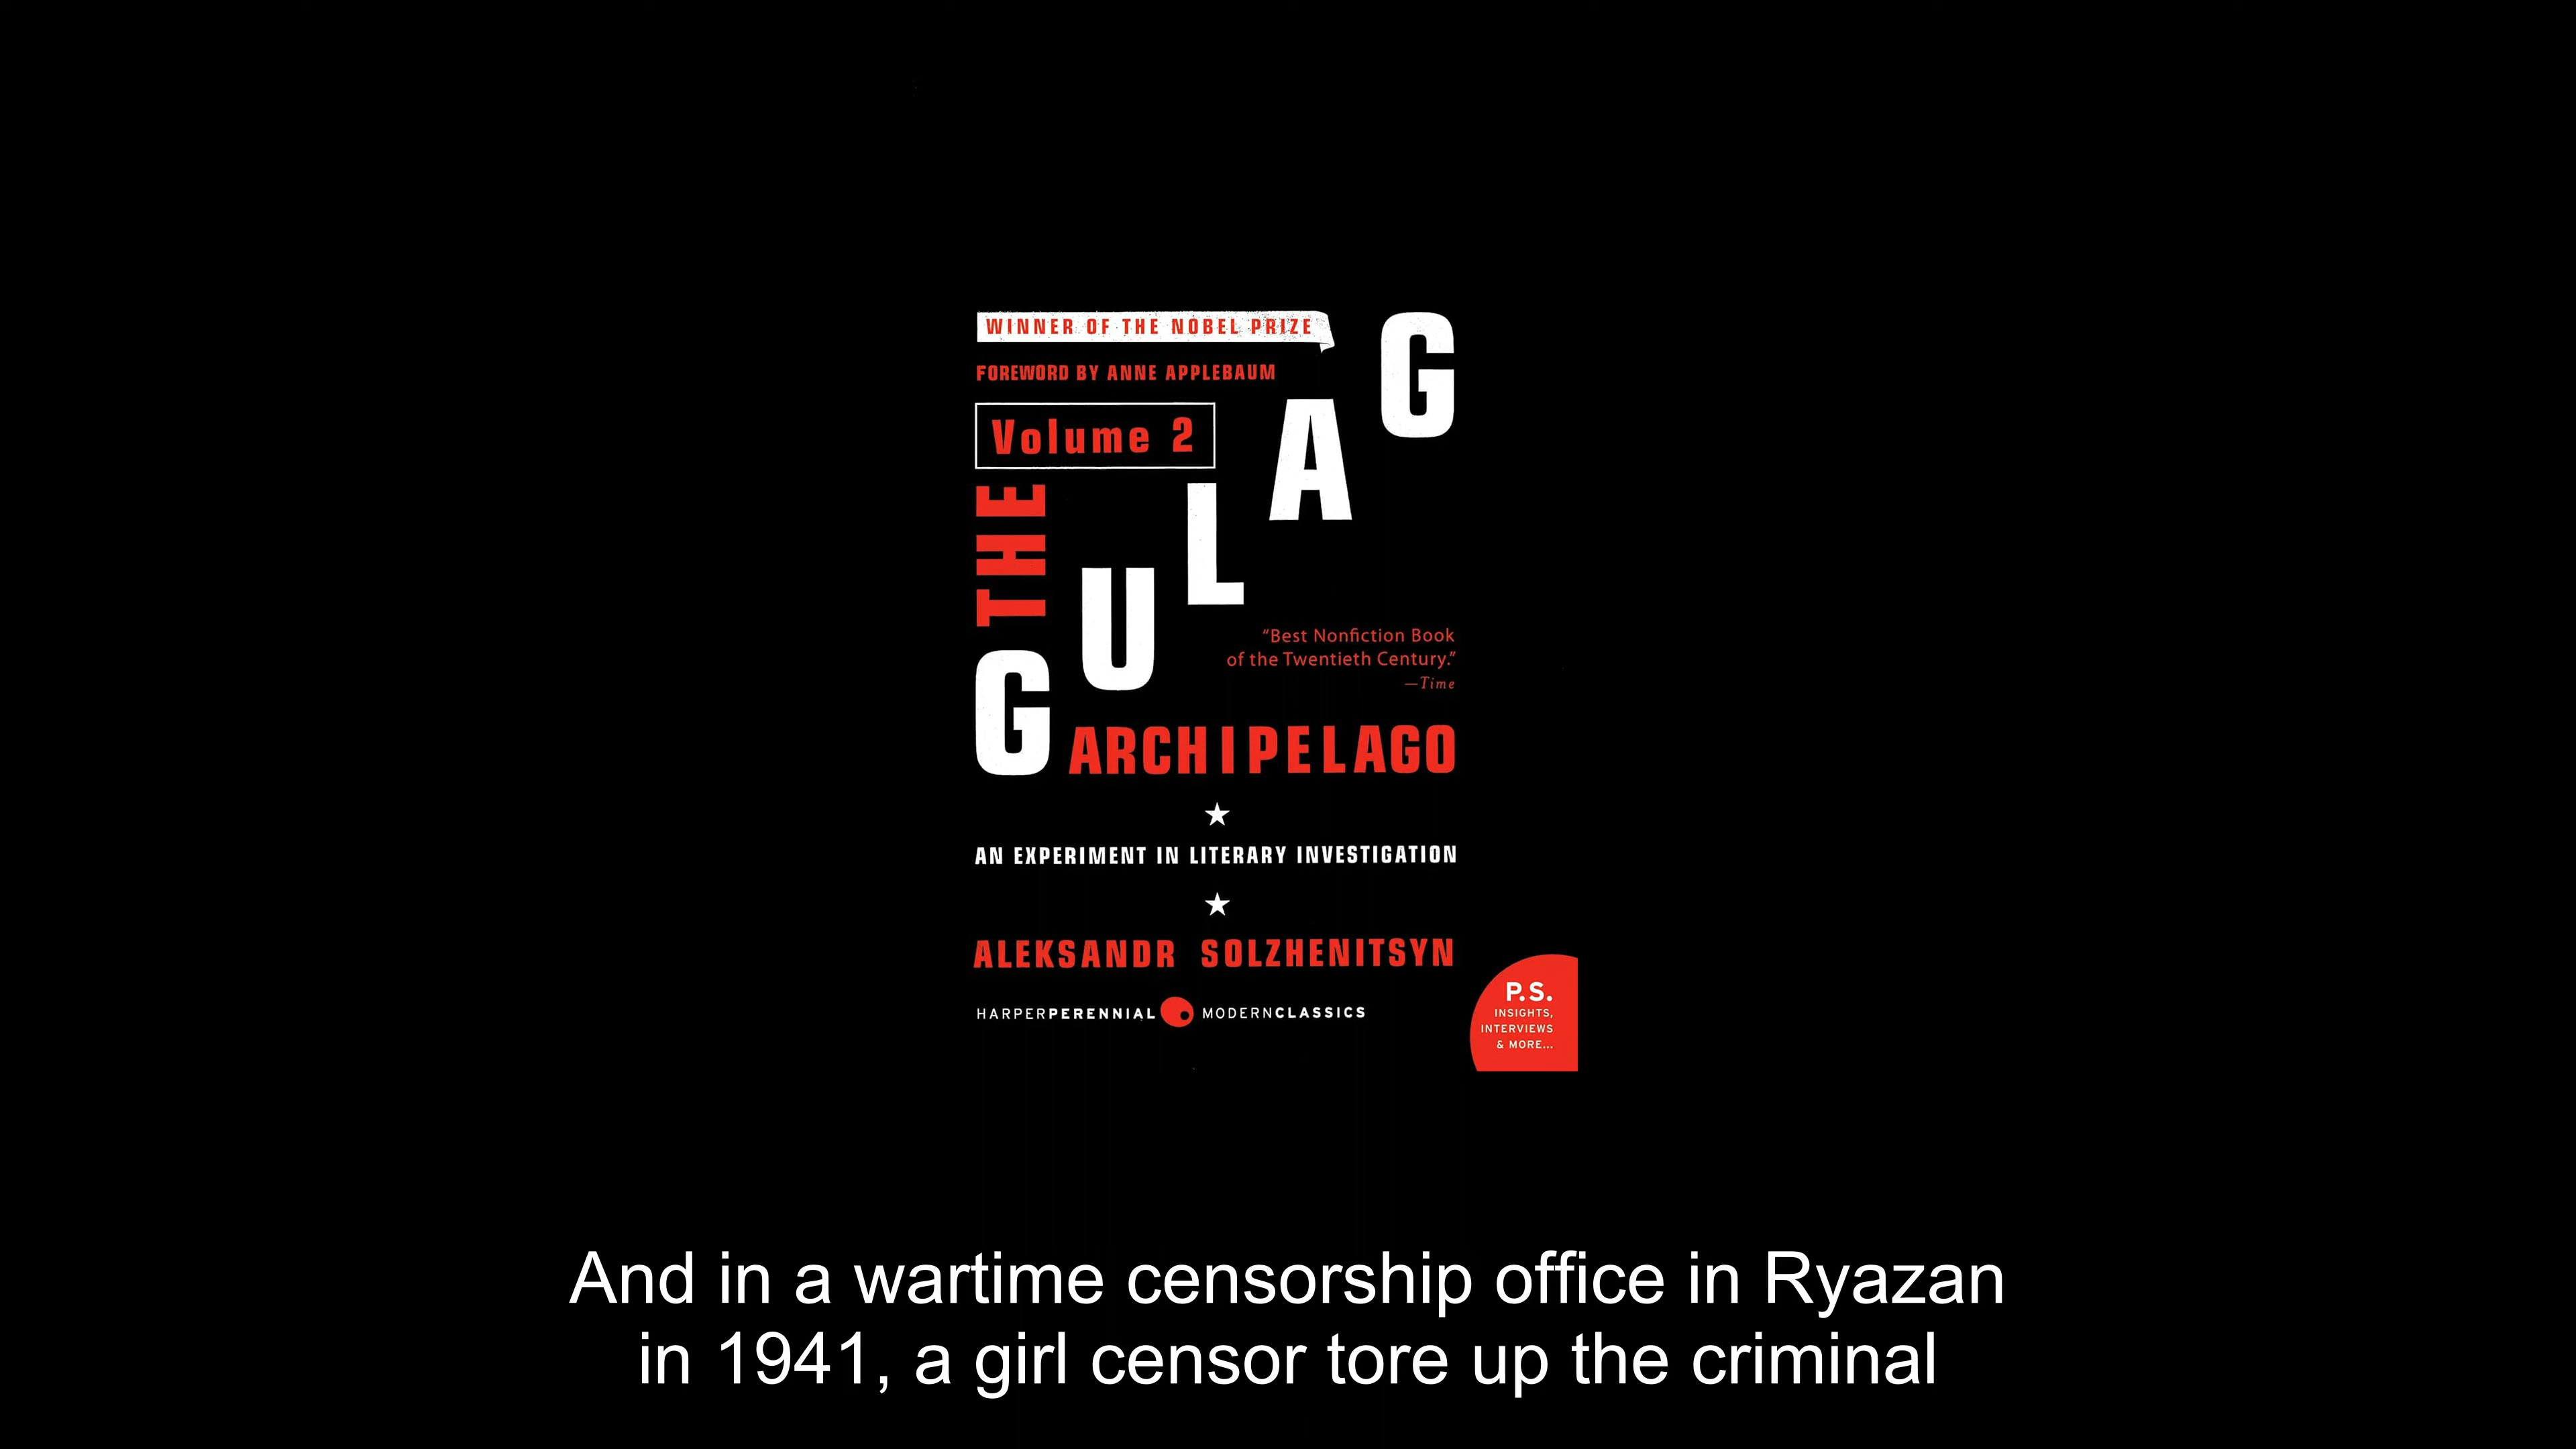 WINNER OF THE NOBEL PRIZE
FOREWORD BY ANNE APPLEBAUM
Volume 2
THE
GULAG
"Best Nonfiction Book
of the Twentieth Century."
—Time
ARCHIPELAGO
AN EXPERIMENT IN LITERARY INVESTIGATION
ALEKSANDR SOLZHENITSYN
HARPERPERENNIAL MODERNCLASSICS
P.S.
INSIGHTS,
INTERVIEWS
& MORE...
And in a wartime censorship office in Ryazan
in 1941, a girl censor tore up the criminal